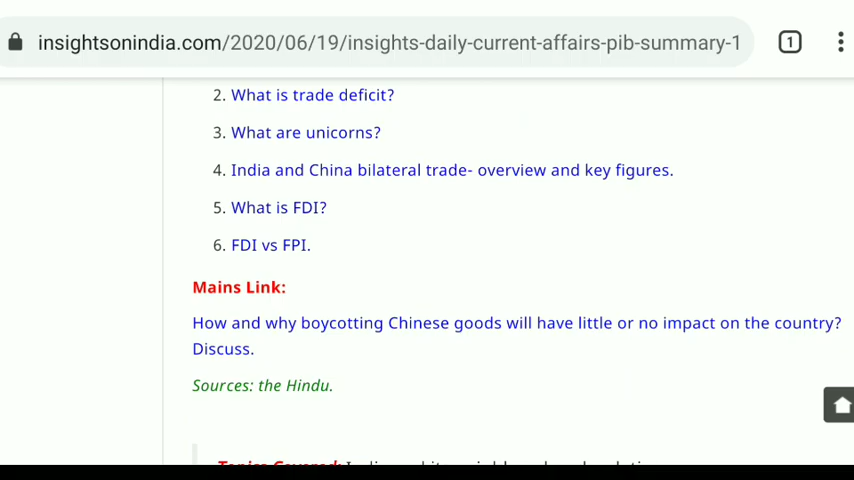 insightsonindia.com/2020/06/19/insights-daily-current-affairs-pib-summary-1
1
2. What is trade deficit?
3. What are unicorns?
4. India and China bilateral trade- overview and key figures.
5. What is FDI?
6. FDI vs FPI.
Mains Link:
How and why boycotting Chinese goods will have little or no impact on the country?
Discuss.
Sources: the Hindu.
Topics Covered: